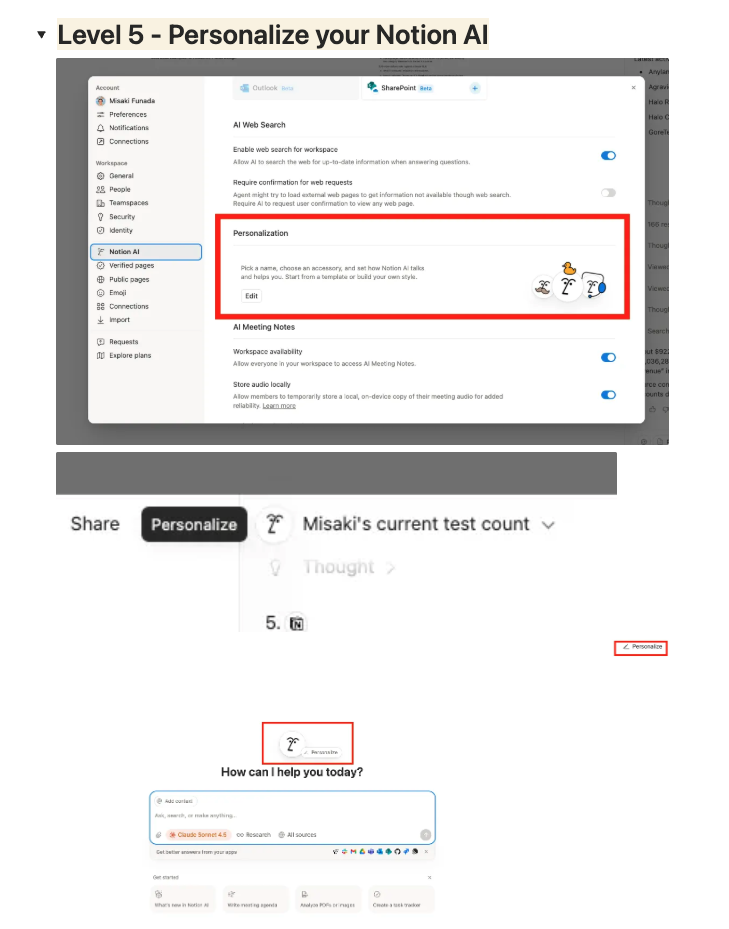 Level 5 - Personalize your Notion AI
Account
Misaki Funada
Preferences
Notifications
Connections
Workspace
General
People
Teamspaces
Security
Identity
Notion AI
Verified pages
Public pages
Emoji
Connections
Import
Requests
Explore plans
Outlook Beta
SharePoint Beta
AI Web Search
Enable web search for workspace
Allow AI to search the web for up-to-date information when answering questions.
Require confirmation for web requests
Agent might try to load external web pages to get information not available though web search.
Require AI to request user confirmation to view any web page.
Personalization
Pick a name, choose an accessory, and set how Notion AI talks
and helps you. Start from a template or build your own style.
Edit
AI Meeting Notes
Workspace availability
Allow everyone in your workspace to access AI Meeting Notes.
Store audio locally
Allow members to temporarily store a local, on-device copy of their meeting audio for added
reliability. Learn more
Share
Personalize
Misaki's current test count
Thought
5.
Personalize
Personalize
How can I help you today?
Add context
Ask, search, or make anything...
Claude Sonnet 4.5
Research
All sources
Get better answers from your apps
Get started
What's new in Notion AI
Write meeting agenda
Analyze PDFs or images
Create a task tracker